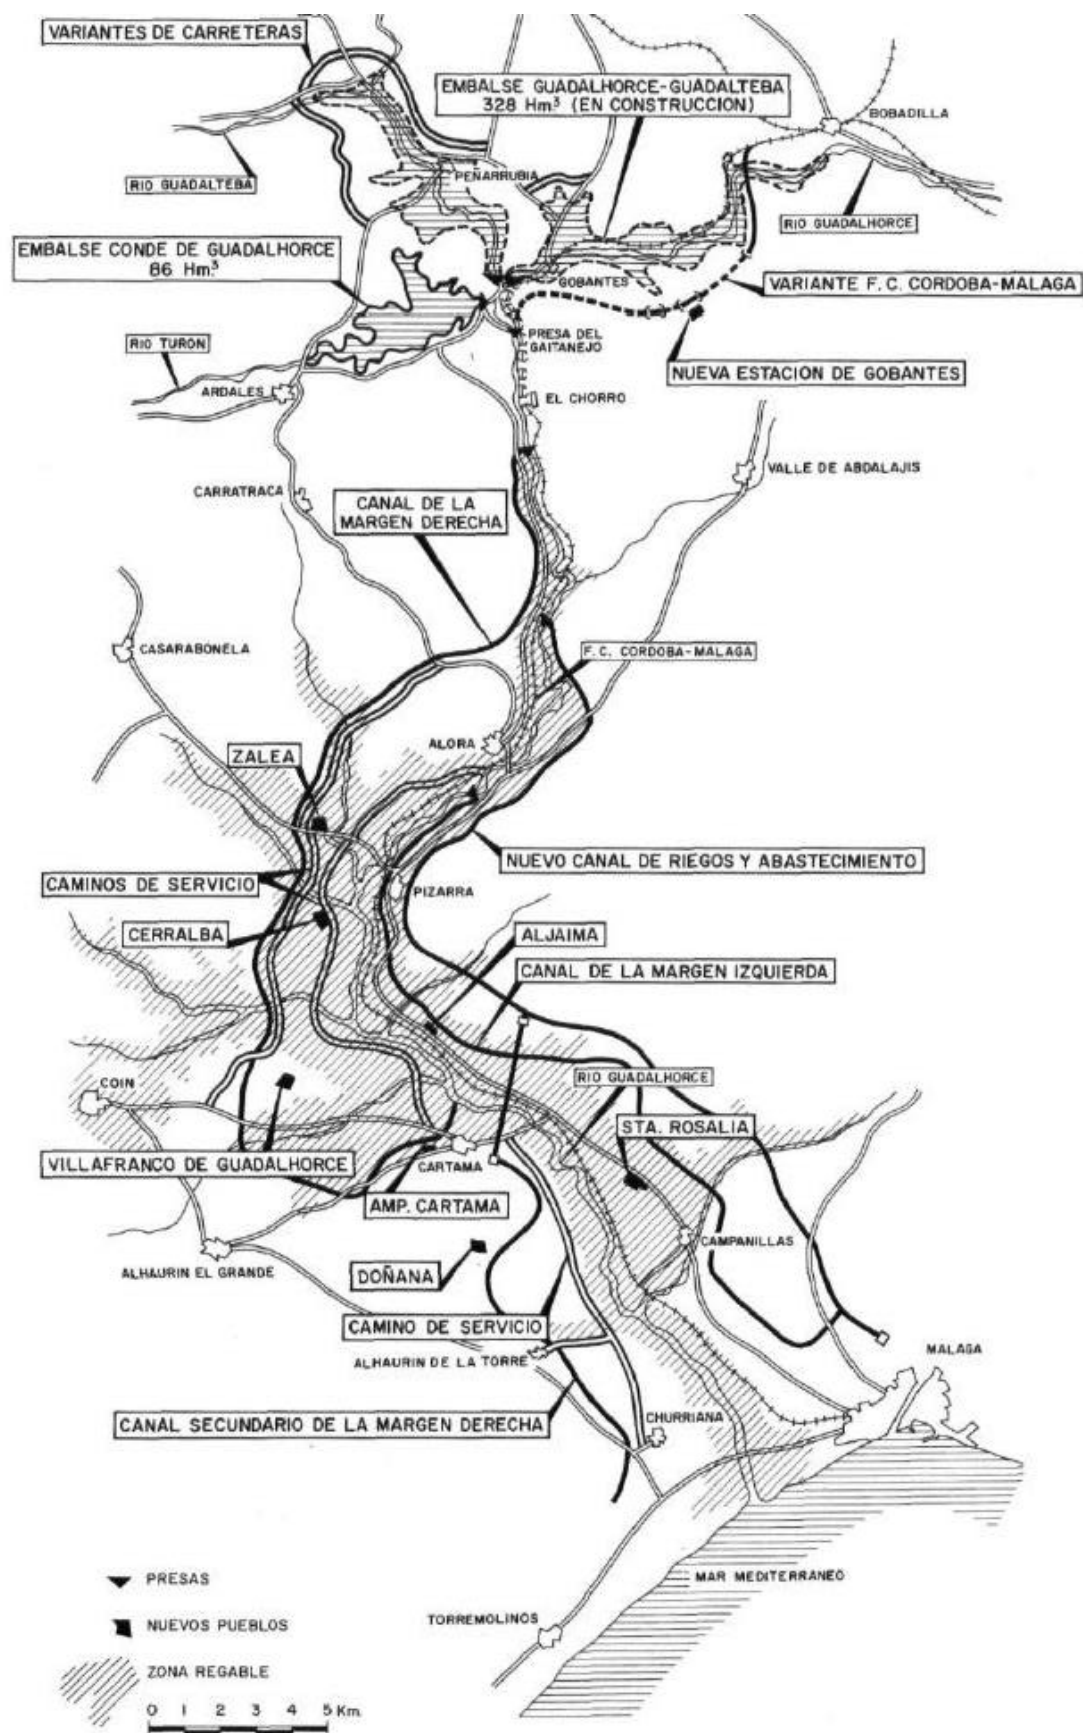 VARIANTES DE CARRETERAS
EMBALSE GUADALHORCE-GUADALTEBA
328 Hm.³ (EN CONSTRUCCION)
BOBADILLA
PEÑARRUBIA
RIO GUADALTEBA
RIO GUADALHORCE
EMBALSE CONDE DE GUADALHORCE
86 Hm.³
GOBANTES
VARIANTE F.C. CORDOBA-MALAGA
PRESA DEL
GAITANEJO
RIO TURON
NUEVA ESTACION DE GOBANTES
ARDALES
EL CHORRO
VALLE DE ABDALAJIS
CARRATRACA
CANAL DE LA
MARGEN DERECHA
CASARABONELA
F.C. CORDOBA-MALAGA
ALORA
ZALEA
NUEVO CANAL DE RIEGOS Y ABASTECIMIENTO
CAMINOS DE SERVICIO
PIZARRA
CERRALBA
ALJAIMA
CANAL DE LA MARGEN IZQUIERDA
COIN
RIO GUADALHORCE
STA. ROSALIA
VILLAFRANCO DE GUADALHORCE
CARTAMA
AMP. CARTAMA
CAMPANILLAS
ALHAURIN EL GRANDE
DOÑANA
CAMINO DE SERVICIO
MALAGA
ALHAURIN DE LA TORRE
CANAL SECUNDARIO DE LA MARGEN DERECHA
CHURRIANA
MAR MEDITERRANEO
TORREMOLINOS
PRESAS
NUEVOS PUEBLOS
ZONA REGABLE
0 1 2 3 4 5 Km.